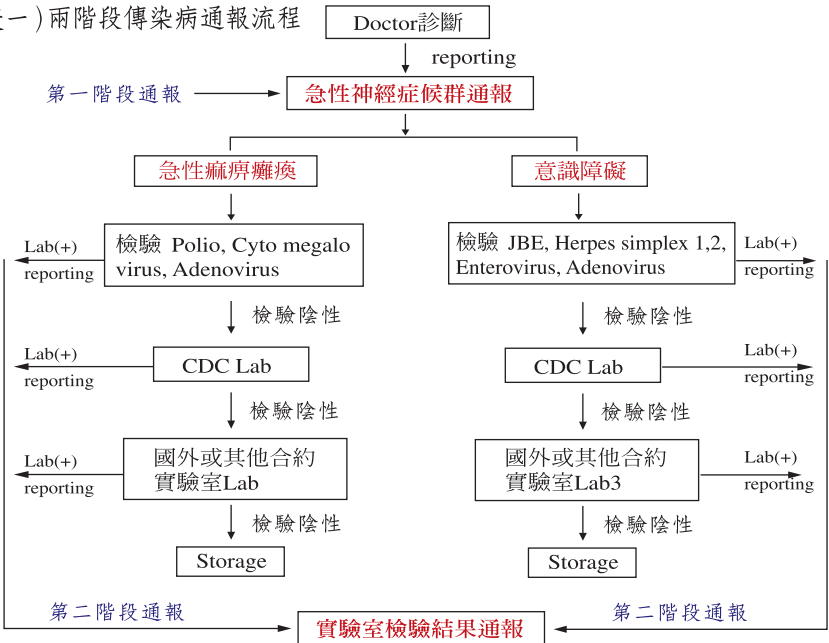 一)兩階段傳染病通報流程
Doctor診斷
reporting
第一階段通報
急性神經症候群通報
急性痲痹癱瘓
意識障礙
檢驗 Polio, Cyto megalo
virus, Adenovirus
檢驗 JBE, Herpes simplex 1,2,
Enterovirus, Adenovirus
Lab(+)
reporting
Lab(+)
reporting
檢驗陰性
檢驗陰性
CDC Lab
CDC Lab
Lab(+)
reporting
Lab(+)
reporting
檢驗陰性
檢驗陰性
國外或其他合約
實驗室Lab
國外或其他合約
實驗室Lab3
Lab(+)
reporting
Lab(+)
reporting
檢驗陰性
檢驗陰性
Storage
Storage
第二階段通報
第二階段通報
實驗室檢驗結果通報